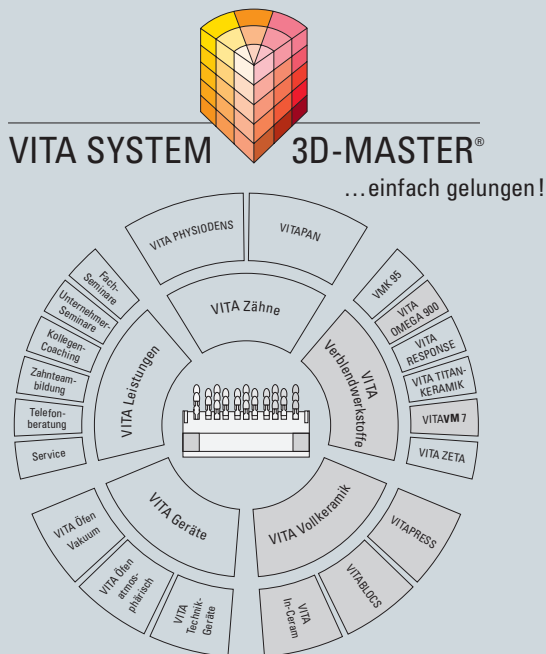 VITA SYSTEM 3D-MASTER®
...einfach gelungen!
VITA PHYSIODENS
VITAPAN
VITA Zähne
Fach-
Seminare
Unternehmer-
Seminare
Kollegen-
Coaching
Zahnteam-
bildung
Telefon-
beratung
Service
VITA Leistungen
VMK 95
VITA
OMEGA 900
VITA
RESPONSE
VITA TITAN-
KERAMIK
VITAVM7
VITA ZETA
VITA
Verblendwerkstoffe
VITA Geräte
VITA Öfen
Vakuum
VITA Öfen
atmos-
phärisch
VITA
Technik-
Geräte
VITA Vollkeramik
VITAPRESS
VITABLOCS
VITA
In-Ceram